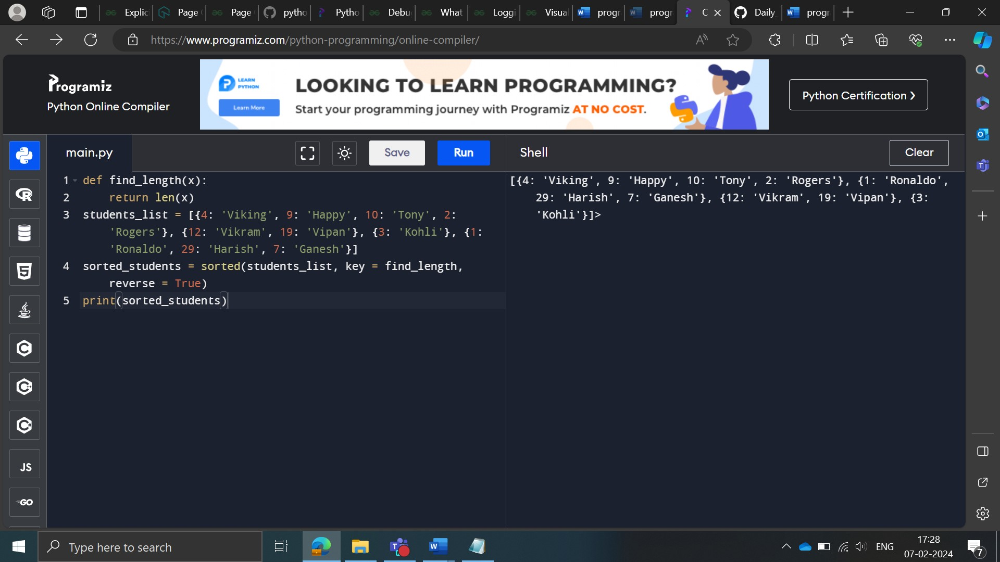 Explic
Page
Page
pytho
Pytho
Debu
What
Loggi
Visua
progr
progr
C
Daily_
progr
https://www.programiz.com/python-programming/online-compiler/
Programiz
Python Online Compiler
LEARN
PYTHON
Learn More
LOOKING TO LEARN PROGRAMMING?
Start your programming journey with Programiz AT NO COST.
Python Certification ❯
main.py
Save
Run
Shell
Clear
1 def find_length(x):
2 return len(x)
3 students_list = [{4: 'Viking', 9: 'Happy', 10: 'Tony', 2:
'Rogers'}, {12: 'Vikram', 19: 'Vipan'}, {3: 'Kohli'}, {1:
'Ronaldo', 29: 'Harish', 7: 'Ganesh'}]
4 sorted_students = sorted(students_list, key = find_length,
reverse = True)
5 print(sorted_students)
[{4: 'Viking', 9: 'Happy', 10: 'Tony', 2: 'Rogers'}, {1: 'Ronaldo',
29: 'Harish', 7: 'Ganesh'}, {12: 'Vikram', 19: 'Vipan'}, {3:
'Kohli'}]>
R
5
C
C++
C#
JS
GO
Type here to search
ENG
17:28
07-02-2024
7